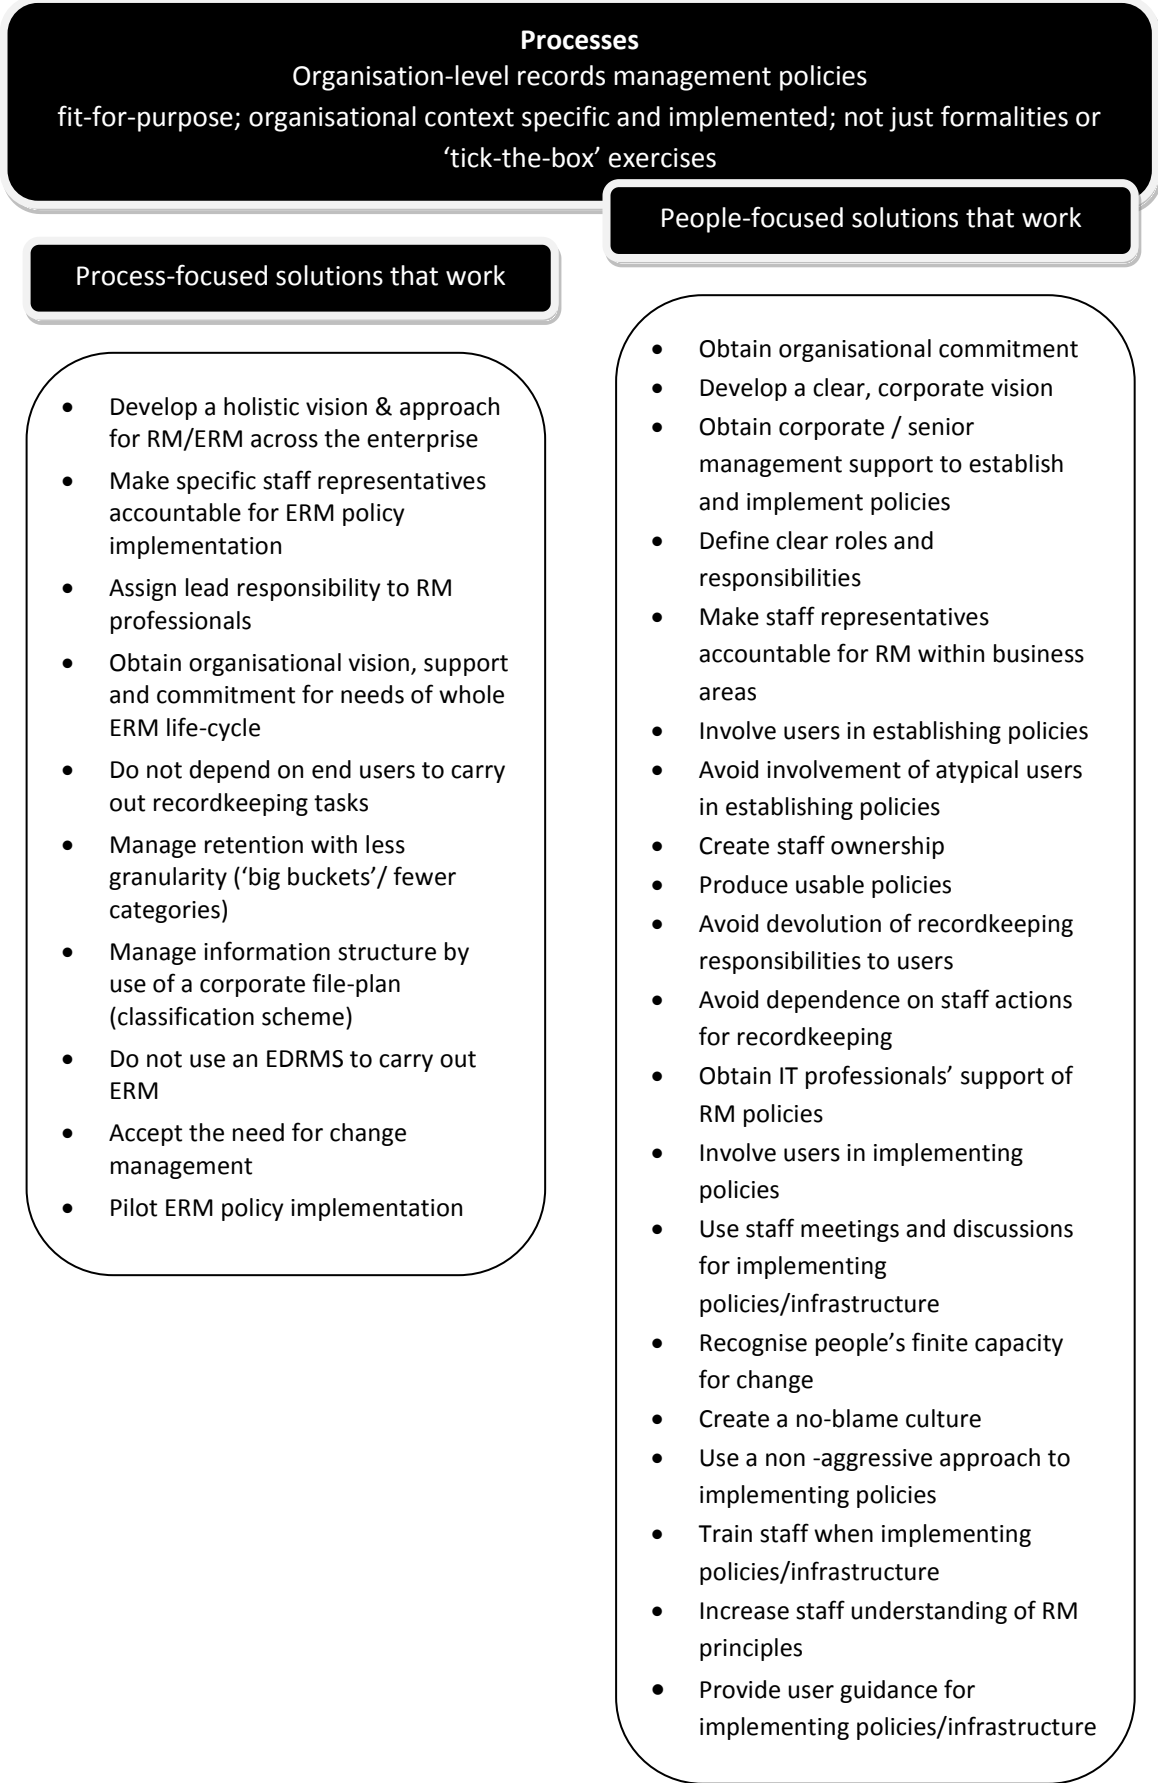 Processes
Organisation-level records management policies
fit-for-purpose; organisational context specific and implemented; not just formalities or
‘tick-the-box’ exercises
Process-focused solutions that work
• Develop a holistic vision & approach
for RM/ERM across the enterprise
• Make specific staff representatives
accountable for ERM policy
implementation
• Assign lead responsibility to RM
professionals
• Obtain organisational vision, support
and commitment for needs of whole
ERM life-cycle
• Do not depend on end users to carry
out recordkeeping tasks
• Manage retention with less
granularity (‘big buckets’/ fewer
categories)
• Manage information structure by
use of a corporate file-plan
(classification scheme)
• Do not use an EDRMS to carry out
ERM
• Accept the need for change
management
• Pilot ERM policy implementation
People-focused solutions that work
• Obtain organisational commitment
• Develop a clear, corporate vision
• Obtain corporate / senior
management support to establish
and implement policies
• Define clear roles and
responsibilities
• Make staff representatives
accountable for RM within business
areas
• Involve users in establishing policies
• Avoid involvement of atypical users
in establishing policies
• Create staff ownership
• Produce usable policies
• Avoid devolution of recordkeeping
responsibilities to users
• Avoid dependence on staff actions
for recordkeeping
• Obtain IT professionals’ support of
RM policies
• Involve users in implementing
policies
• Use staff meetings and discussions
for implementing
policies/infrastructure
• Recognise people’s finite capacity
for change
• Create a no-blame culture
• Use a non -aggressive approach to
implementing policies
• Train staff when implementing
policies/infrastructure
• Increase staff understanding of RM
principles
• Provide user guidance for
implementing policies/infrastructure